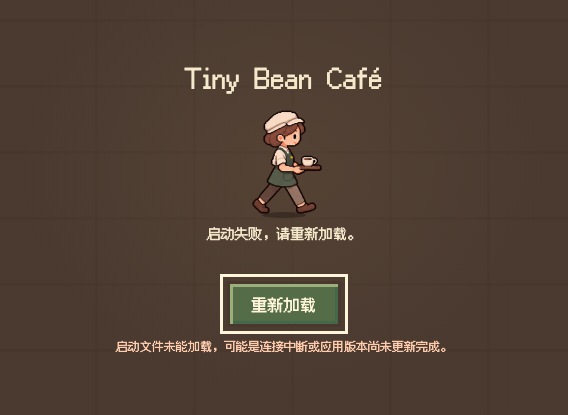 Tiny Bean Café
启动失败，请重新加载。
重新加载
启动文件未能加载，可能是连接中断或应用版本尚未更新完成。